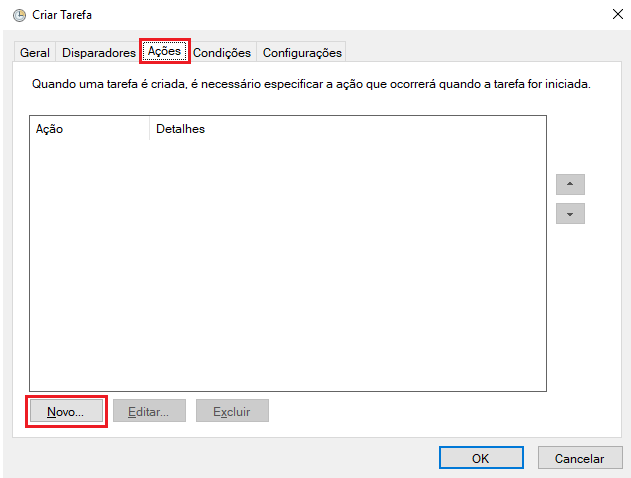 Criar Tarefa
Geral Disparadores Ações Condições Configurações
Quando uma tarefa é criada, é necessário especificar a ação que ocorrerá quando a tarefa for iniciada.
Ação Detalhes
Novo... Editar... Excluir
OK Cancelar